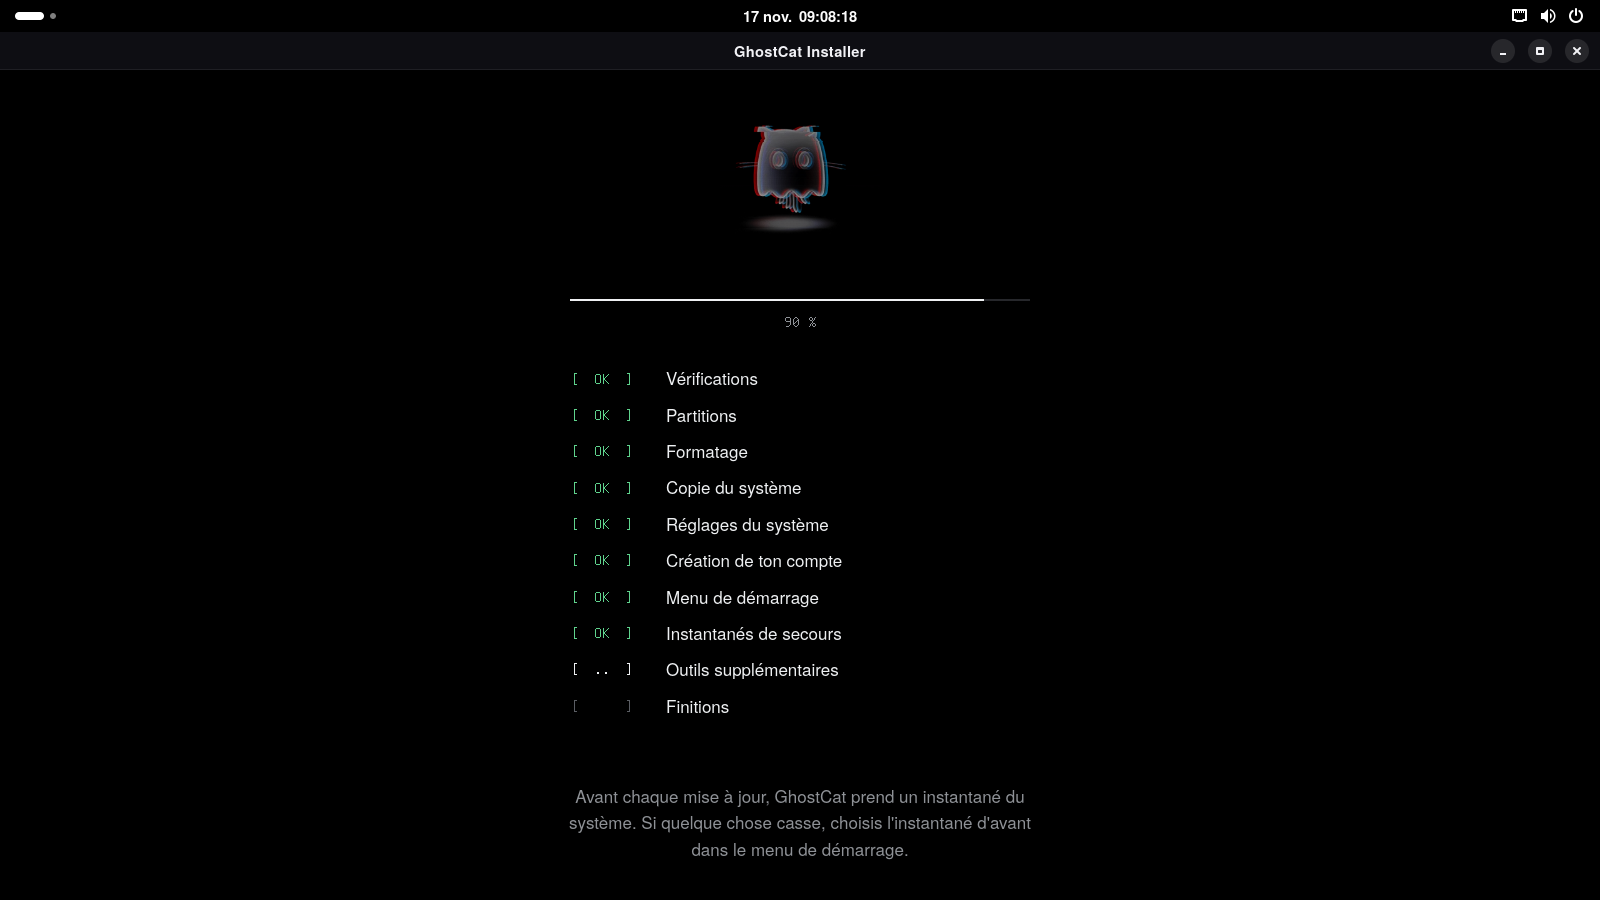 17 nov.  09:08:18
GhostCat Installer
90 %
[  OK  ]  Vérifications
[  OK  ]  Partitions
[  OK  ]  Formatage
[  OK  ]  Copie du système
[  OK  ]  Réglages du système
[  OK  ]  Création de ton compte
[  OK  ]  Menu de démarrage
[  OK  ]  Instantanés de secours
[  ..  ]  Outils supplémentaires
[      ]  Finitions
Avant chaque mise à jour, GhostCat prend un instantané du
système. Si quelque chose casse, choisis l'instantané d'avant
dans le menu de démarrage.